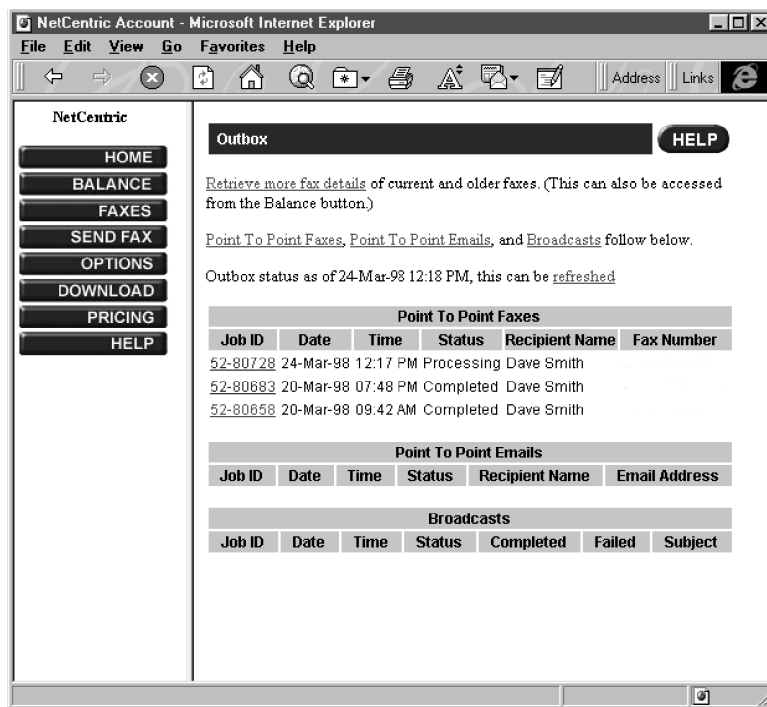 NetCentric Account - Microsoft Internet Explorer
File Edit View Go Favorites Help
Address Links
NetCentric
HOME
BALANCE
FAXES
SEND FAX
OPTIONS
DOWNLOAD
PRICING
HELP
Outbox
HELP
Retrieve more fax details of current and older faxes. (This can also be accessed
from the Balance button.)
Point To Point Faxes, Point To Point Emails, and Broadcasts follow below.
Outbox status as of 24-Mar-98 12:18 PM, this can be refreshed
Point To Point Faxes
Job ID Date Time Status Recipient Name Fax Number
52-80728 24-Mar-98 12:17 PM Processing Dave Smith
52-80683 20-Mar-98 07:48 PM Completed Dave Smith
52-80658 20-Mar-98 09:42 AM Completed Dave Smith
Point To Point Emails
Job ID Date Time Status Recipient Name Email Address
Broadcasts
Job ID Date Time Status Completed Failed Subject